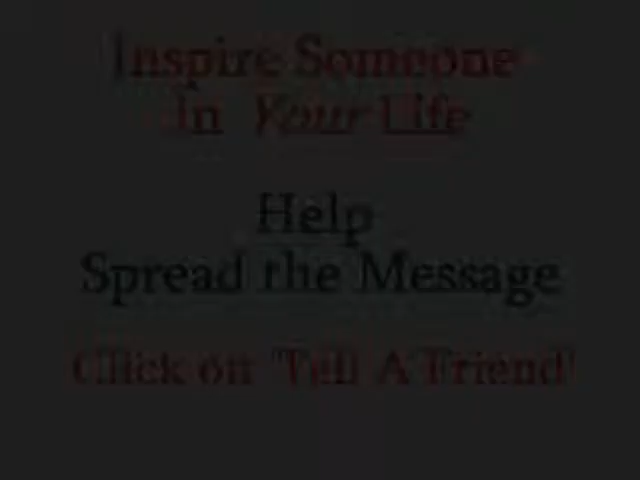 Inspire Someone
In Your Life
Help
Spread the Message
Click on 'Tell A Friend'